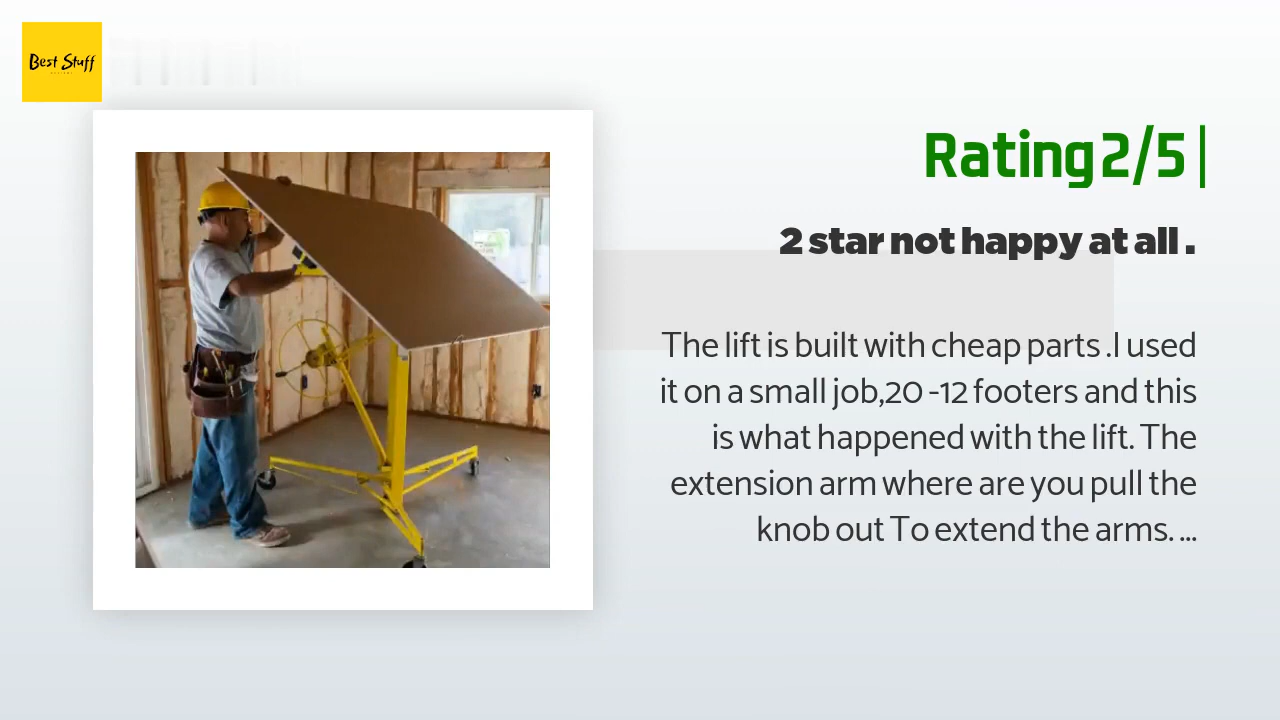 Best Stuff
Rating 2/5 |
2 star not happy at all .
The lift is built with cheap parts .I used
it on a small job,20 -12 footers and this
is what happened with the lift. The
extension arm where are you pull the
knob out To extend the arms. ...